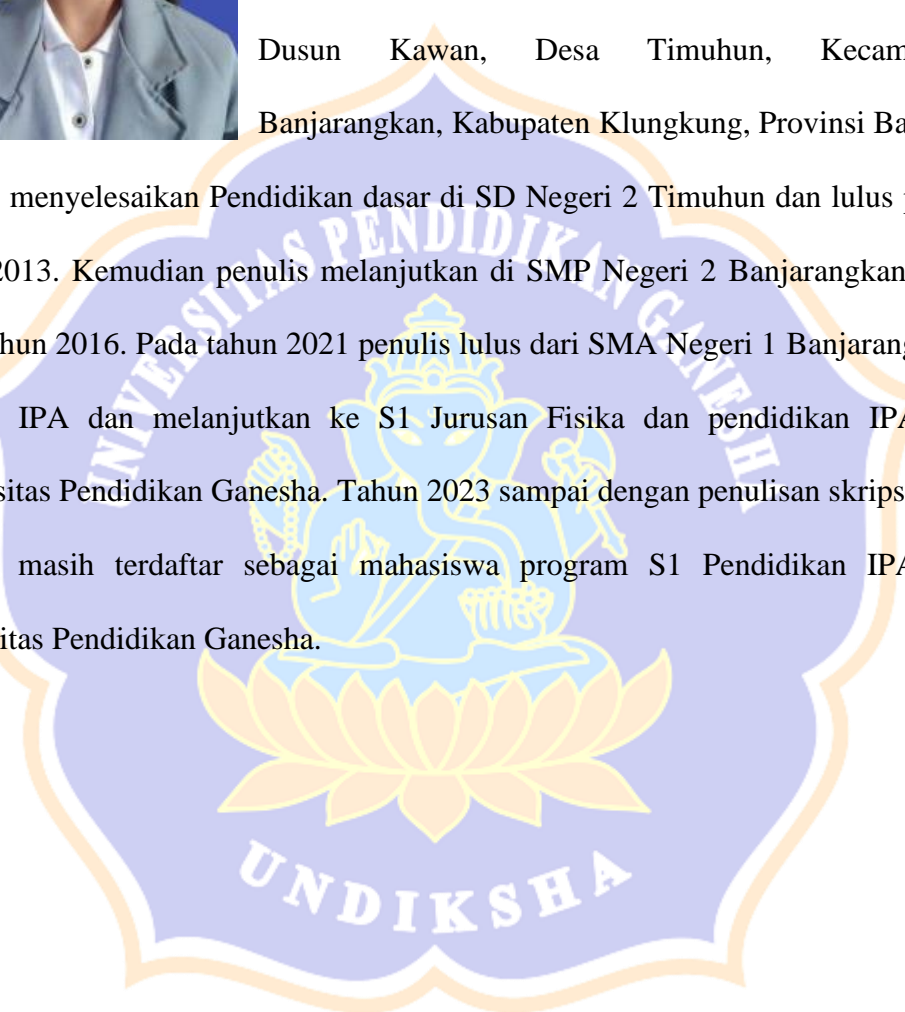 Dusun Kawan, Desa Timuhun, Kecam
Banjarangkan, Kabupaten Klungkung, Provinsi Ba
menyelesaikan Pendidikan dasar di SD Negeri 2 Timuhun dan lulus p
2013. Kemudian penulis melanjutkan di SMP Negeri 2 Banjarangkan
hun 2016. Pada tahun 2021 penulis lulus dari SMA Negeri 1 Banjarang
IPA dan melanjutkan ke S1 Jurusan Fisika dan pendidikan IPA
sitas Pendidikan Ganesha. Tahun 2023 sampai dengan penulisan skrips
masih terdaftar sebagai mahasiswa program S1 Pendidikan IPA
itas Pendidikan Ganesha.
UNIVERSITAS PENDIDIKAN GANESHA
UNDIKSHA